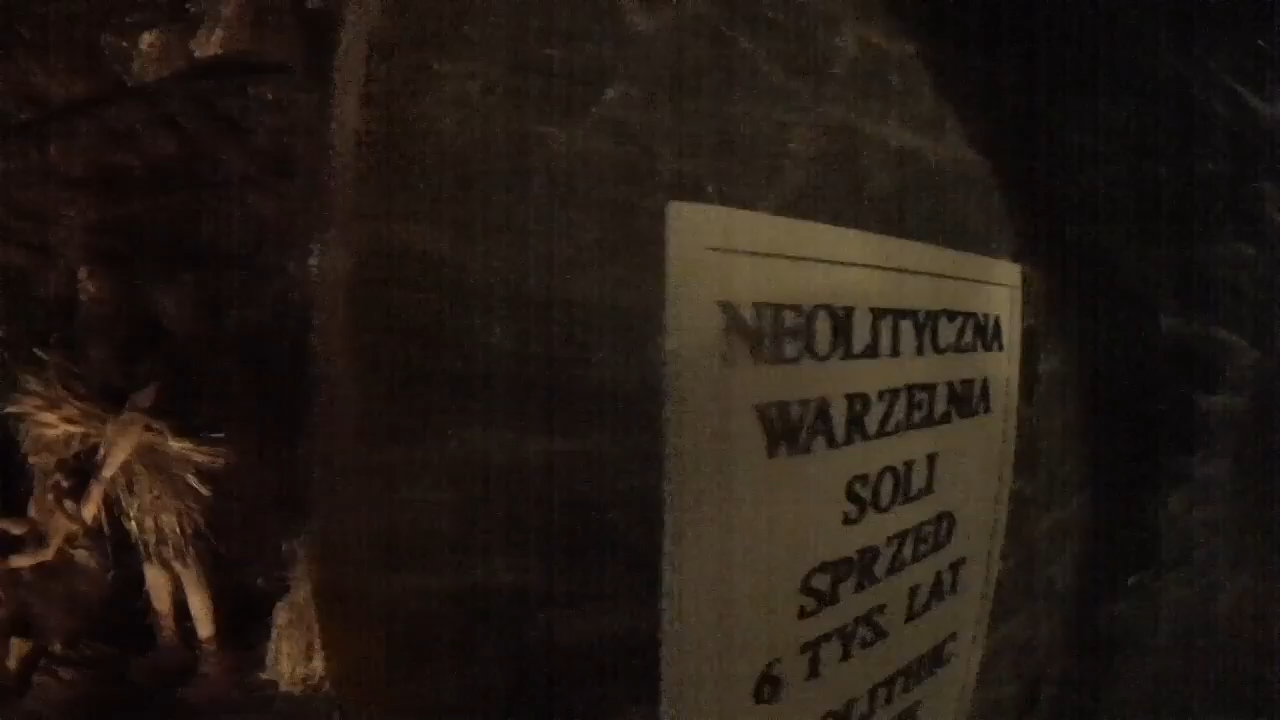 NEOLITYCZNA
WARZELNIA
SOLI
SPRZED
6 TYS. LAT